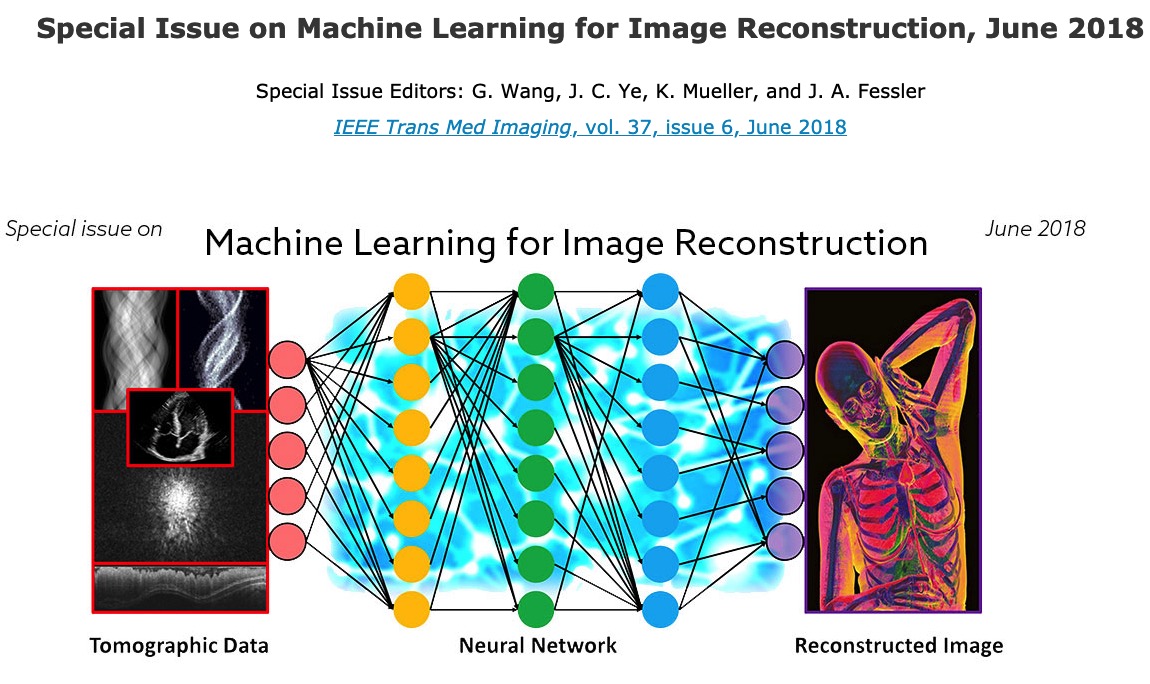 Special Issue on Machine Learning for Image Reconstruction, June 2018
Special Issue Editors: G. Wang, J. C. Ye, K. Mueller, and J. A. Fessler
IEEE Trans Med Imaging, vol. 37, issue 6, June 2018
Special issue on
Machine Learning for Image Reconstruction
June 2018
Tomographic Data
Neural Network
Reconstructed Image